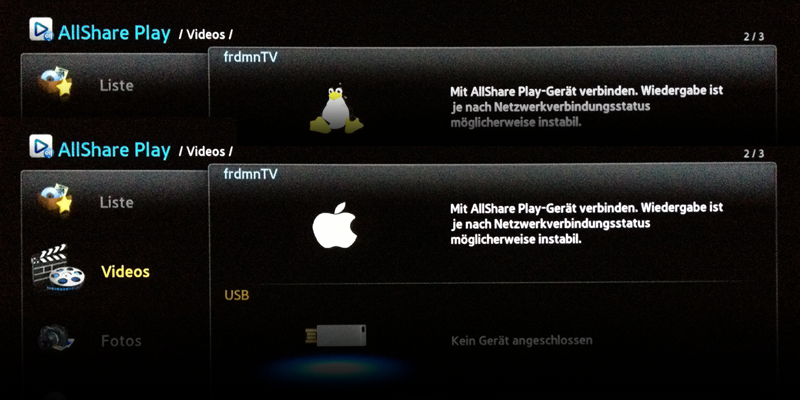 AllShare Play / Videos /
2 / 3
frdmnTV
Liste
Mit AllShare Play-Gerät verbinden. Wiedergabe ist
je nach Netzwerkverbindungsstatus
möglicherweise instabil.
AllShare Play / Videos /
2 / 3
frdmnTV
Liste
Mit AllShare Play-Gerät verbinden. Wiedergabe ist
je nach Netzwerkverbindungsstatus
möglicherweise instabil.
Videos
USB
Fotos
Kein Gerät angeschlossen